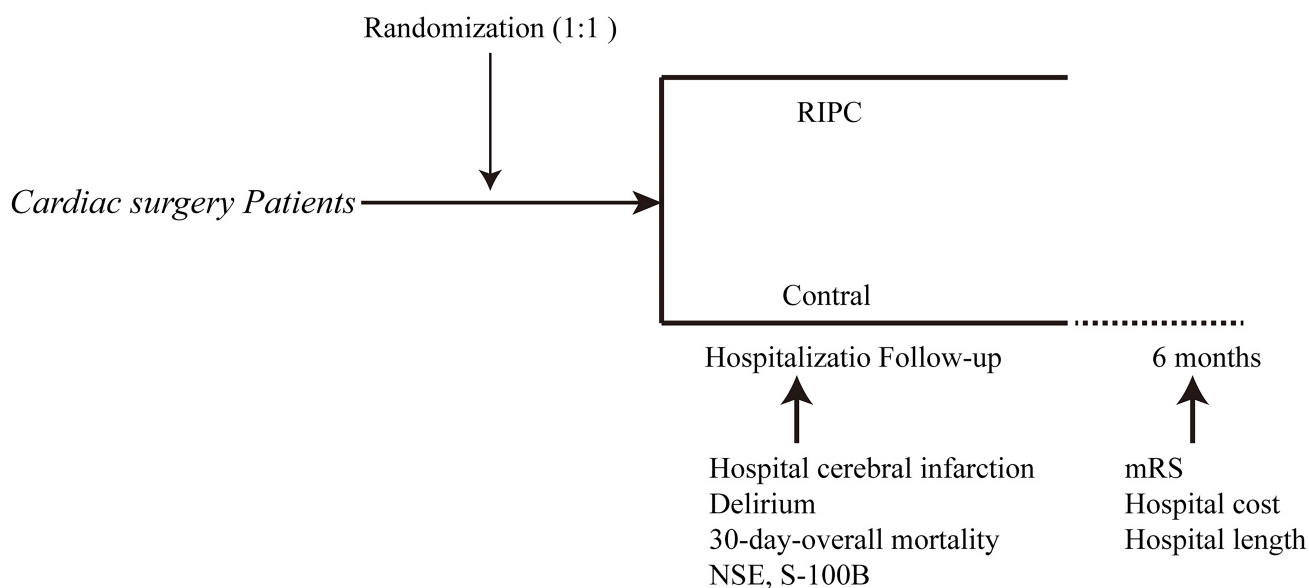 Randomization (1:1 )
RIPC
Cardiac surgery Patients
Contral
Hospitalizatio Follow-up
6 months
Hospital cerebral infarction
Delirium
30-day-overall mortality
NSE, S-100B
mRS
Hospital cost
Hospital length